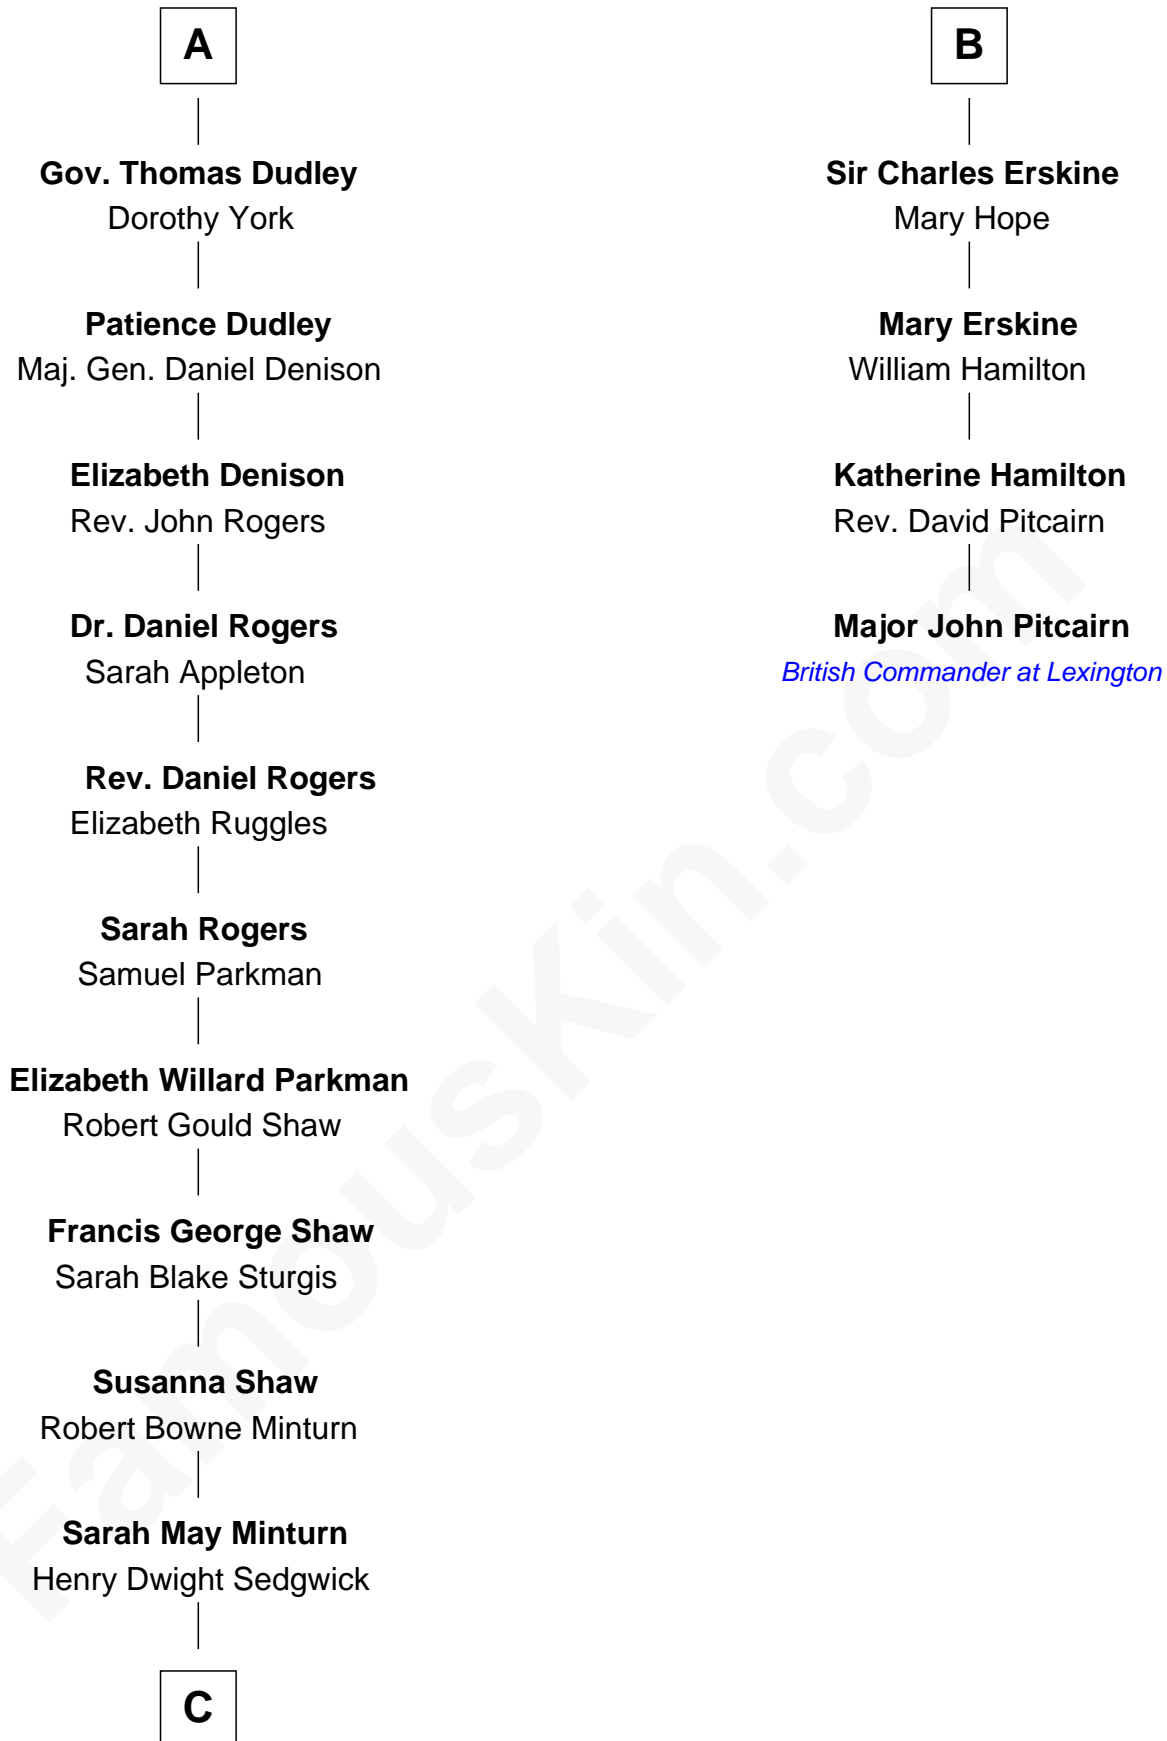 A
Gov. Thomas Dudley
Dorothy York
Patience Dudley
Maj. Gen. Daniel Denison
Elizabeth Denison
Rev. John Rogers
Dr. Daniel Rogers
Sarah Appleton
Rev. Daniel Rogers
Elizabeth Ruggles
Sarah Rogers
Samuel Parkman
Elizabeth Willard Parkman
Robert Gould Shaw
Francis George Shaw
Sarah Blake Sturgis
Susanna Shaw
Robert Bowne Minturn
Sarah May Minturn
Henry Dwight Sedgwick
C
B
Sir Charles Erskine
Mary Hope
Mary Erskine
William Hamilton
Katherine Hamilton
Rev. David Pitcairn
Major John Pitcairn
British Commander at Lexington
FamousKin.com